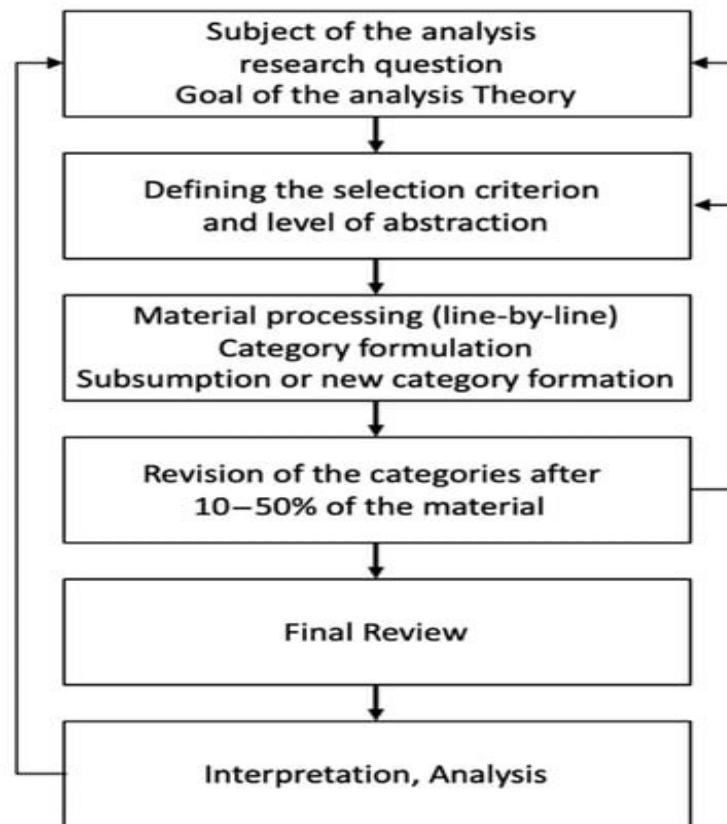 Subject of the analysis
research question
Goal of the analysis Theory
Defining the selection criterion
and level of abstraction
Material processing (line-by-line)
Category formulation
Subsumption or new category formation
Revision of the categories after
10–50% of the material
Final Review
Interpretation, Analysis